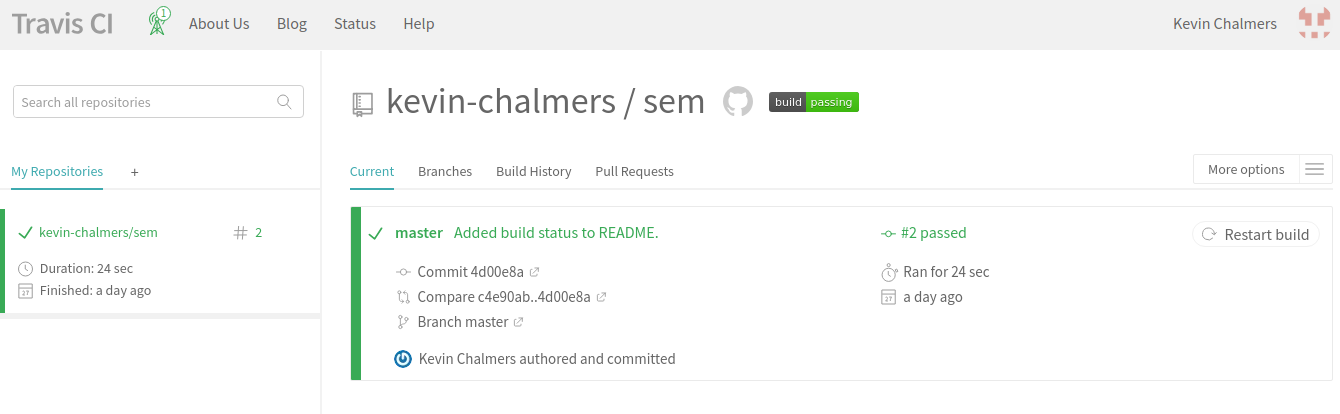 Travis CI 1 About Us Blog Status Help Kevin Chalmers
Search all repositories
kevin-chalmers / sem build passing
My Repositories +
Current Branches Build History Pull Requests More options
kevin-chalmers/sem # 2
Duration: 24 sec
Finished: a day ago
master Added build status to README. #2 passed Restart build
Commit 4d00e8a Ran for 24 sec
Compare c4e90ab..4d00e8a 27 a day ago
Branch master
Kevin Chalmers authored and committed